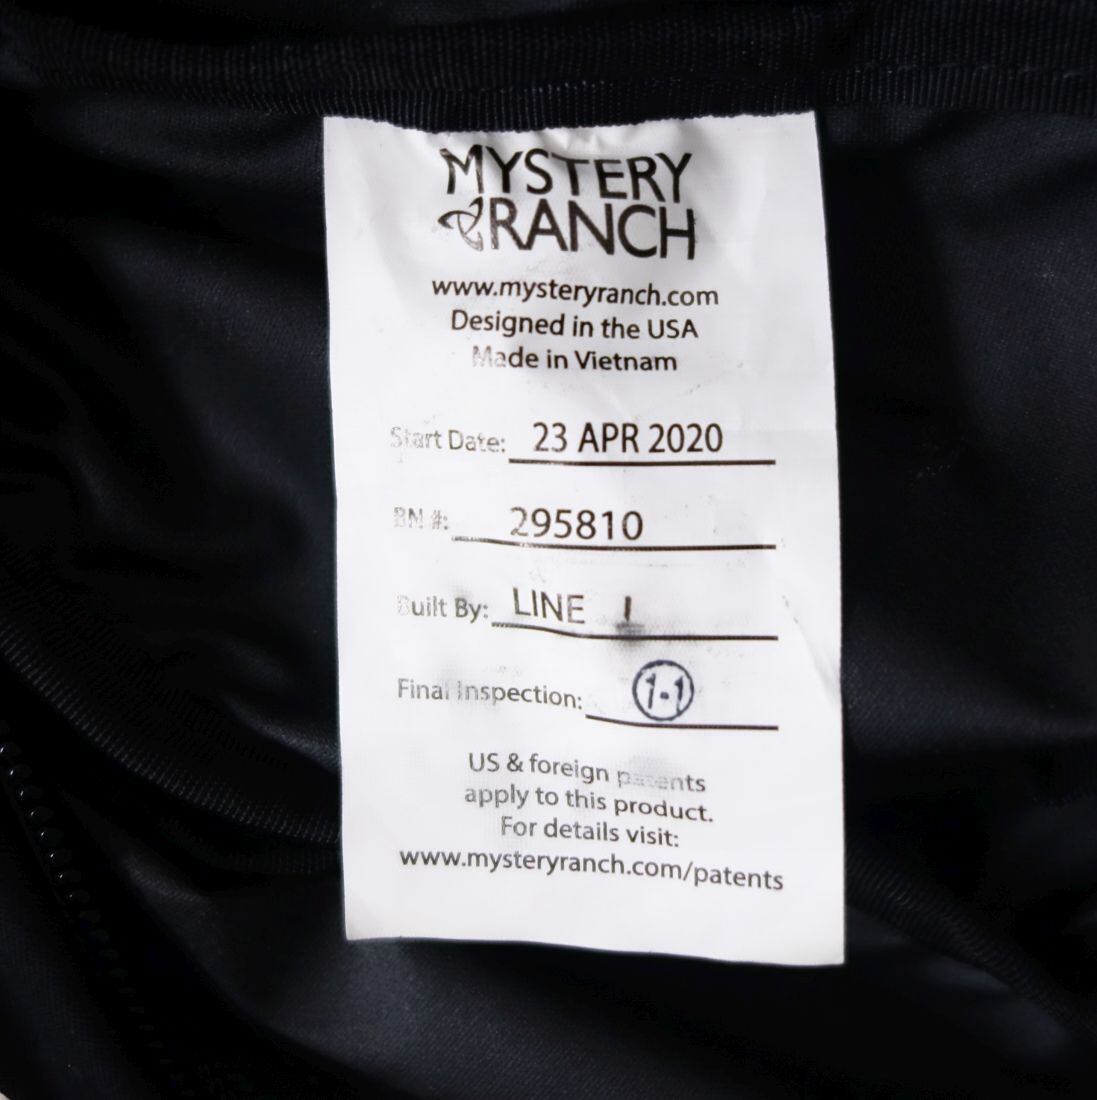 MYSTERY
RANCH
www.mysteryranch.com
Designed in the USA
Made in Vietnam
Start Date: 23 APR 2020
BN #: 295810
Built By: LINE 1
Final Inspection: 1-1
US & foreign patents
apply to this product.
For details visit:
www.mysteryranch.com/patents